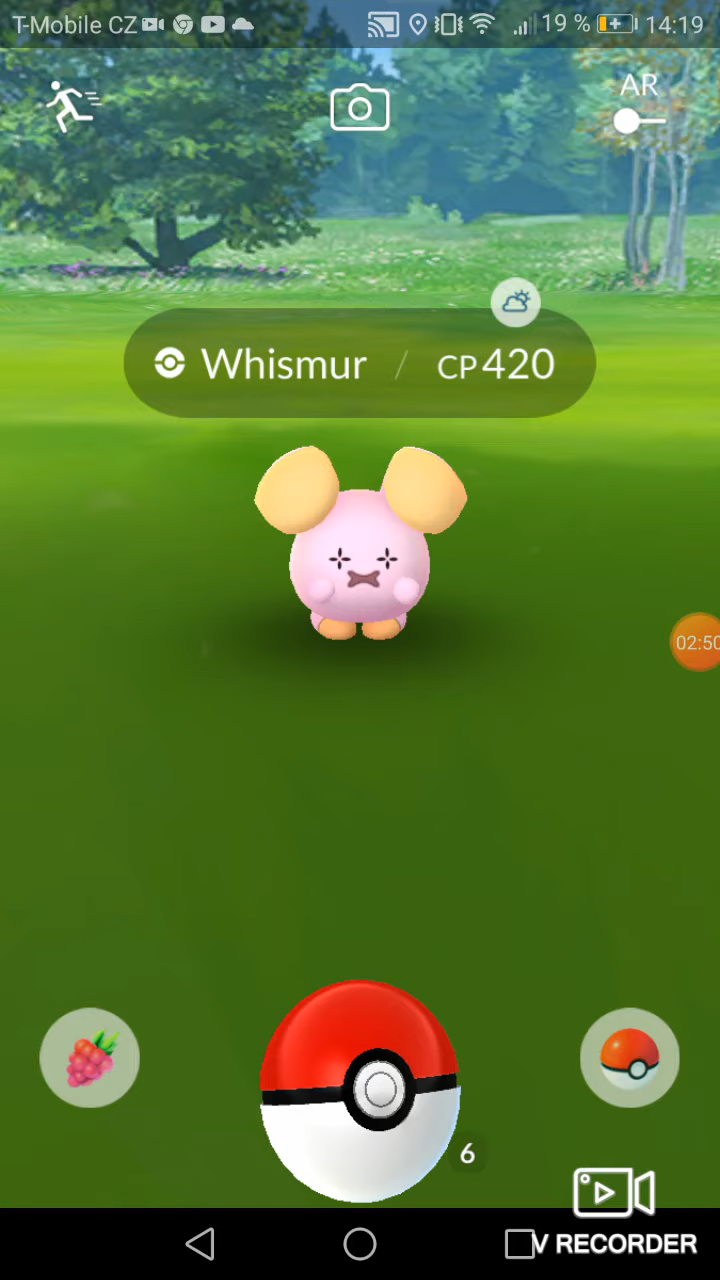 T-Mobile CZ 19 % 14:19
AR
Whismur / CP420
02:50
6
V RECORDER